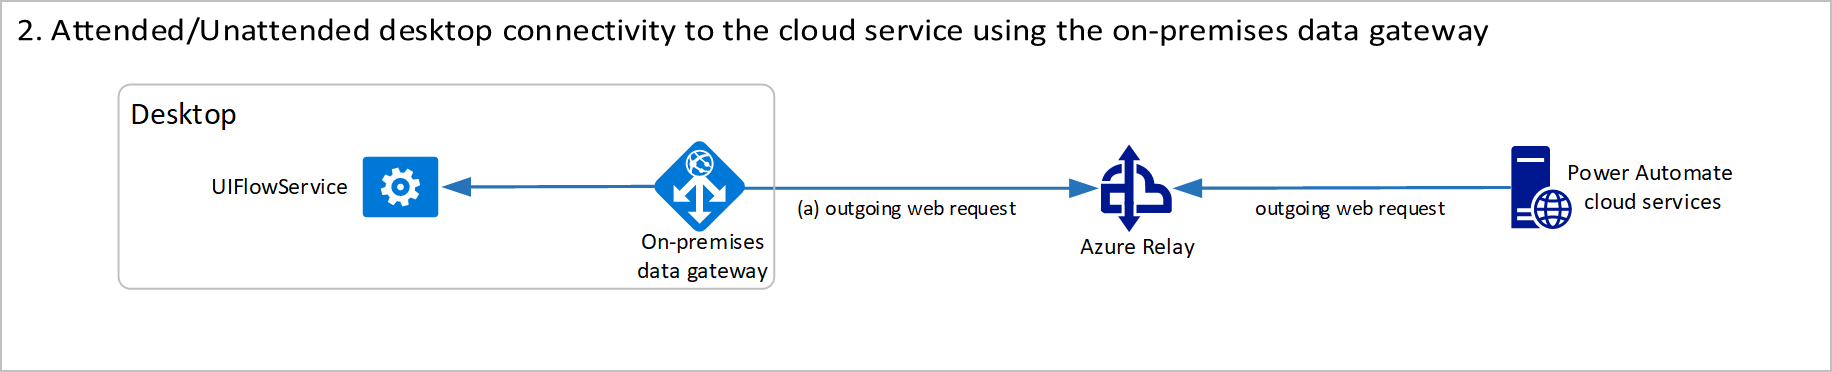 2. Attended/Unattended desktop connectivity to the cloud service using the on-premises data gateway
Desktop
UIFlowService
On-premises
data gateway
(a) outgoing web request
Azure Relay
outgoing web request
Power Automate
cloud services